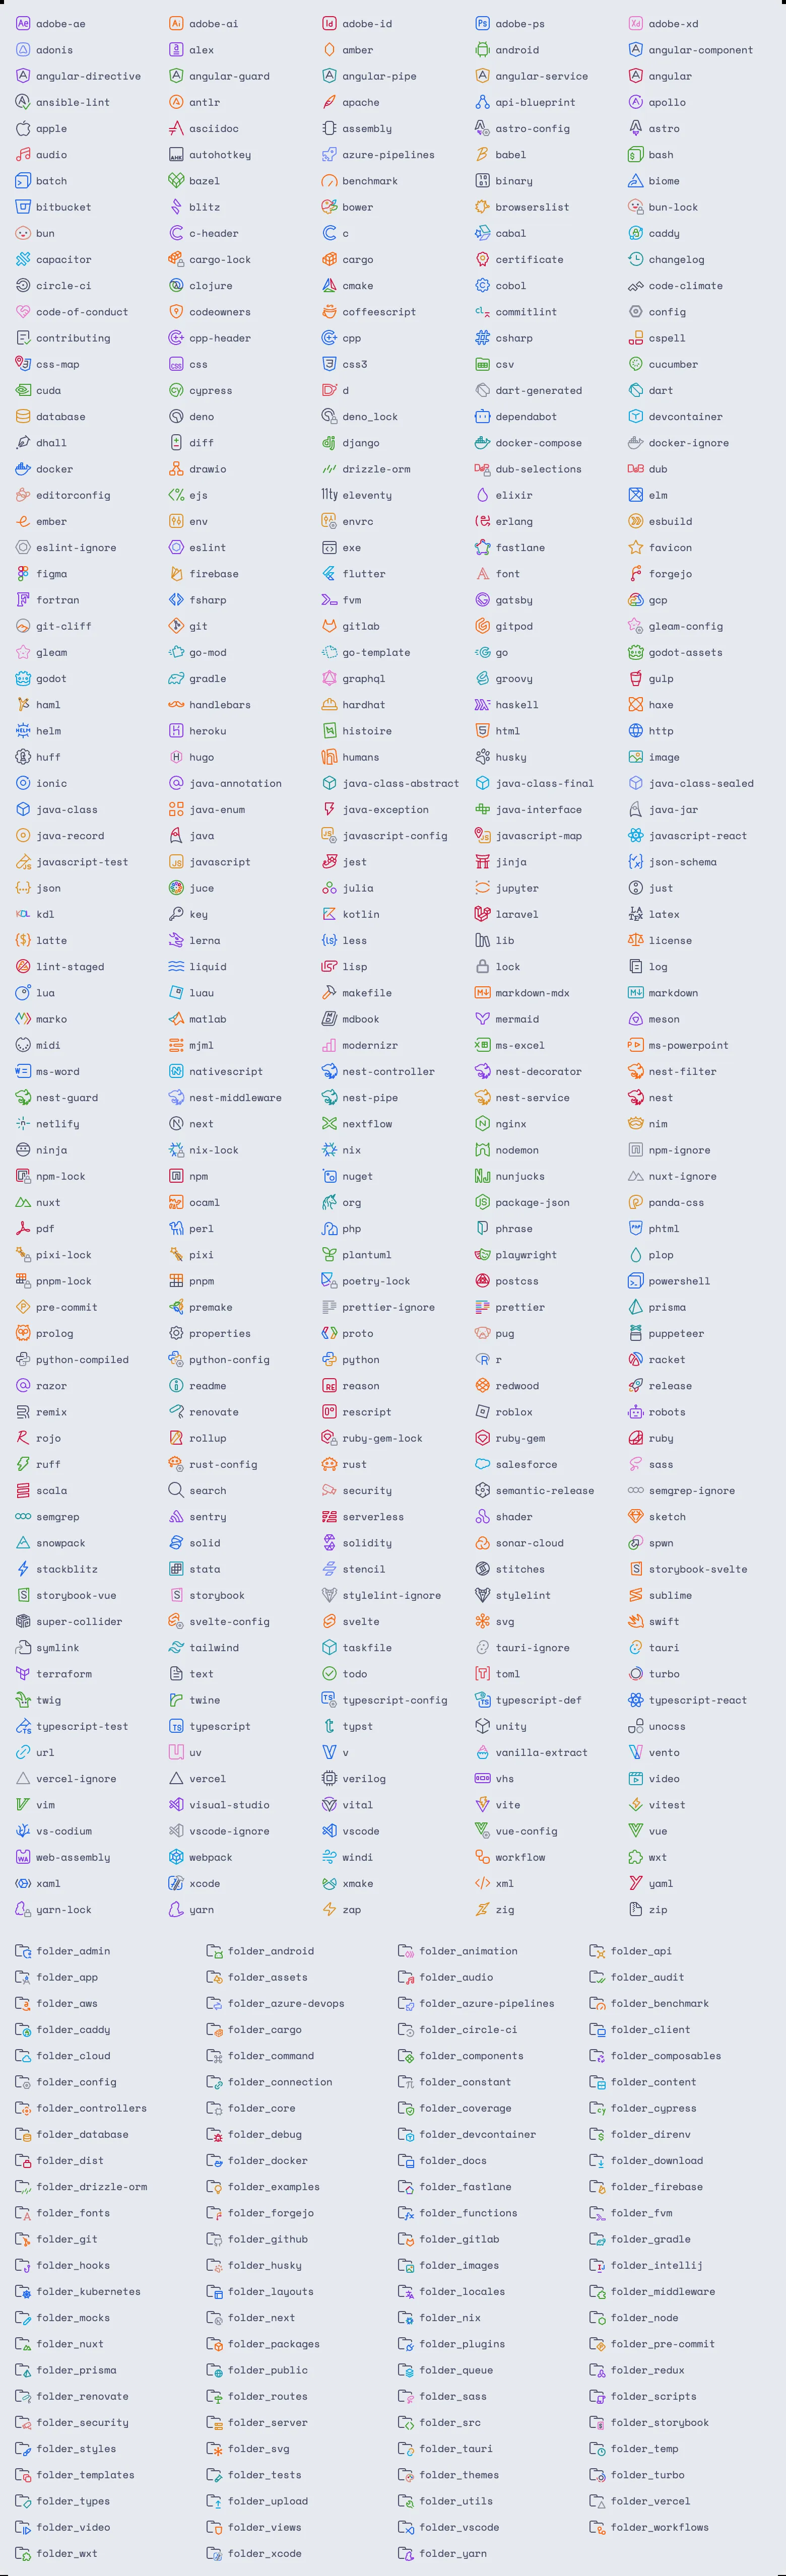 adobe-ae adobe-ai adobe-id adobe-ps adobe-xd
adonis alex amber android angular-component
angular-directive angular-guard angular-pipe angular-service angular
ansible-lint antlr apache api-blueprint apollo
apple asciidoc assembly astro-config astro
audio autohotkey azure-pipelines babel bash
batch bazel benchmark binary biome
bitbucket blitz bower browserslist bun-lock
bun c-header c cabal caddy
capacitor cargo-lock cargo certificate changelog
circle-ci clojure cmake cobol code-climate
code-of-conduct codeowners coffeescript commitlint config
contributing cpp-header cpp csharp cspell
css-map css css3 csv cucumber
cuda cypress d dart-generated dart
database deno deno_lock dependabot devcontainer
dhall diff django docker-compose docker-ignore
docker drawio drizzle-orm dub-selections dub
editorconfig ejs eleventy elixir elm
ember env envrc erlang esbuild
eslint-ignore eslint exe fastlane favicon
figma firebase flutter font forgejo
fortran fsharp fvm gatsby gcp
git-cliff git gitlab gitpod gleam-config
gleam go-mod go-template go godot-assets
godot gradle graphql groovy gulp
haml handlebars hardhat haskell haxe
helm heroku histoire html http
huff hugo humans husky image
ionic java-annotation java-class-abstract java-class-final java-class-sealed
java-class java-enum java-exception java-interface java-jar
java-record java javascript-config javascript-map javascript-react
javascript-test javascript jest jinja json-schema
json juce julia jupyter just
kdl key kotlin laravel latex
latte lerna less lib license
lint-staged liquid lisp lock log
lua luau makefile markdown-mdx markdown
marko matlab mdbook mermaid meson
midi mjml modernizr ms-excel ms-powerpoint
ms-word nativescript nest-controller nest-decorator nest-filter
nest-guard nest-middleware nest-pipe nest-service nest
netlify next nextflow nginx nim
ninja nix-lock nix nodemon npm-ignore
npm-lock npm nuget nunjucks nuxt-ignore
nuxt ocaml org package-json panda-css
pdf perl php phrase phtml
pixi-lock pixi plantuml playwright plop
pnpm-lock pnpm poetry-lock postcss powershell
pre-commit premake prettier-ignore prettier prisma
prolog properties proto pug puppeteer
python-compiled python-config python r racket
razor readme reason redwood release
remix renovate rescript roblox robots
rojo rollup ruby-gem-lock ruby-gem ruby
ruff rust-config rust salesforce sass
scala search security semantic-release semgrep-ignore
semgrep sentry serverless shader sketch
snowpack solid solidity sonar-cloud spwn
stackblitz stata stencil stitches storybook-svelte
storybook-vue storybook stylelint-ignore stylelint sublime
super-collider svelte-config svelte svg swift
symlink tailwind taskfile tauri-ignore tauri
terraform text todo toml turbo
twig twine typescript-config typescript-def typescript-react
typescript-test typescript typst unity unocss
url uv v vanilla-extract vento
vercel-ignore vercel verilog vhs video
vim visual-studio vital vite vitest
vs-codium vscode-ignore vscode vue-config vue
web-assembly webpack windi workflow wxt
xaml xcode xmake xml yaml
yarn-lock yarn zap zig zip
folder_admin folder_android folder_animation folder_api
folder_app folder_assets folder_audio folder_audit
folder_aws folder_azure-devops folder_azure-pipelines folder_benchmark
folder_caddy folder_cargo folder_circle-ci folder_client
folder_cloud folder_command folder_components folder_composables
folder_config folder_connection folder_constant folder_content
folder_controllers folder_core folder_coverage folder_cypress
folder_database folder_debug folder_devcontainer folder_direnv
folder_dist folder_docker folder_docs folder_download
folder_drizzle-orm folder_examples folder_fastlane folder_firebase
folder_fonts folder_forgejo folder_functions folder_fvm
folder_git folder_github folder_gitlab folder_gradle
folder_hooks folder_husky folder_images folder_intellij
folder_kubernetes folder_layouts folder_locales folder_middleware
folder_mocks folder_next folder_nix folder_node
folder_nuxt folder_packages folder_plugins folder_pre-commit
folder_prisma folder_public folder_queue folder_redux
folder_renovate folder_routes folder_sass folder_scripts
folder_security folder_server folder_src folder_storybook
folder_styles folder_svg folder_tauri folder_temp
folder_templates folder_tests folder_themes folder_turbo
folder_types folder_upload folder_utils folder_vercel
folder_video folder_views folder_vscode folder_workflows
folder_wxt folder_xcode folder_yarn